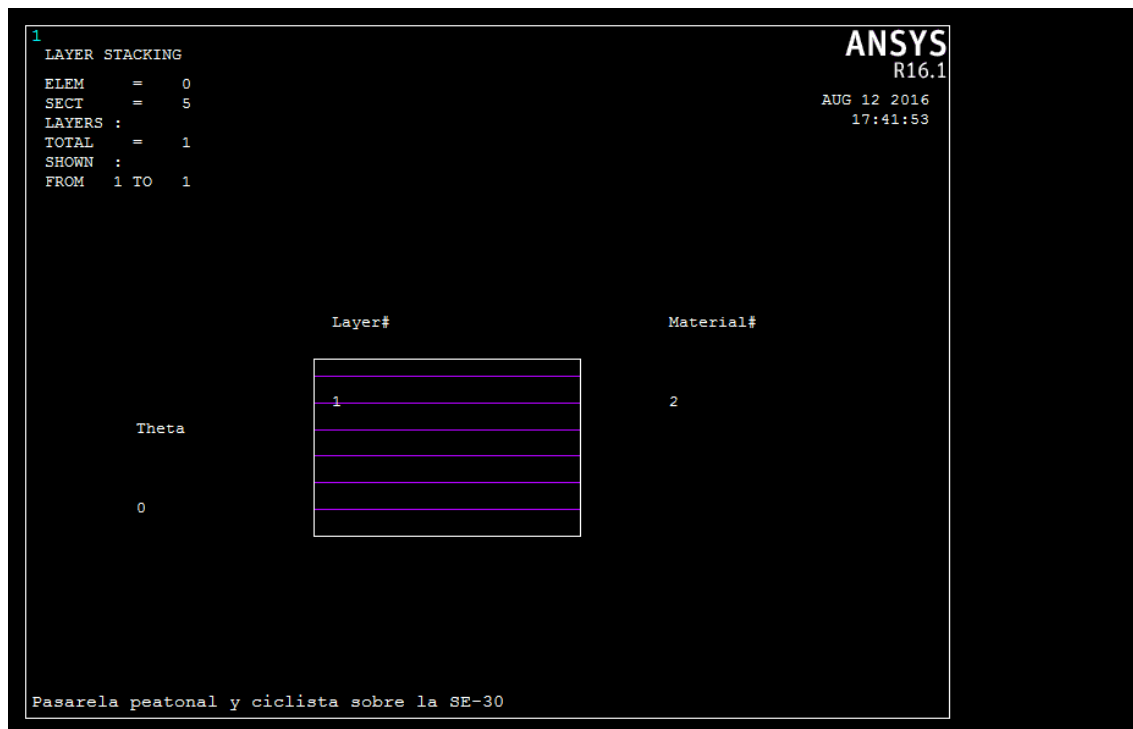 1
LAYER STACKING
ANSYS
R16.1
ELEM = 0
SECT = 5
LAYERS :
TOTAL = 1
SHOWN :
FROM 1 TO 1
AUG 12 2016
17:41:53
Layer# Material#
1 2
Theta
0
Pasarela peatonal y ciclista sobre la SE-30